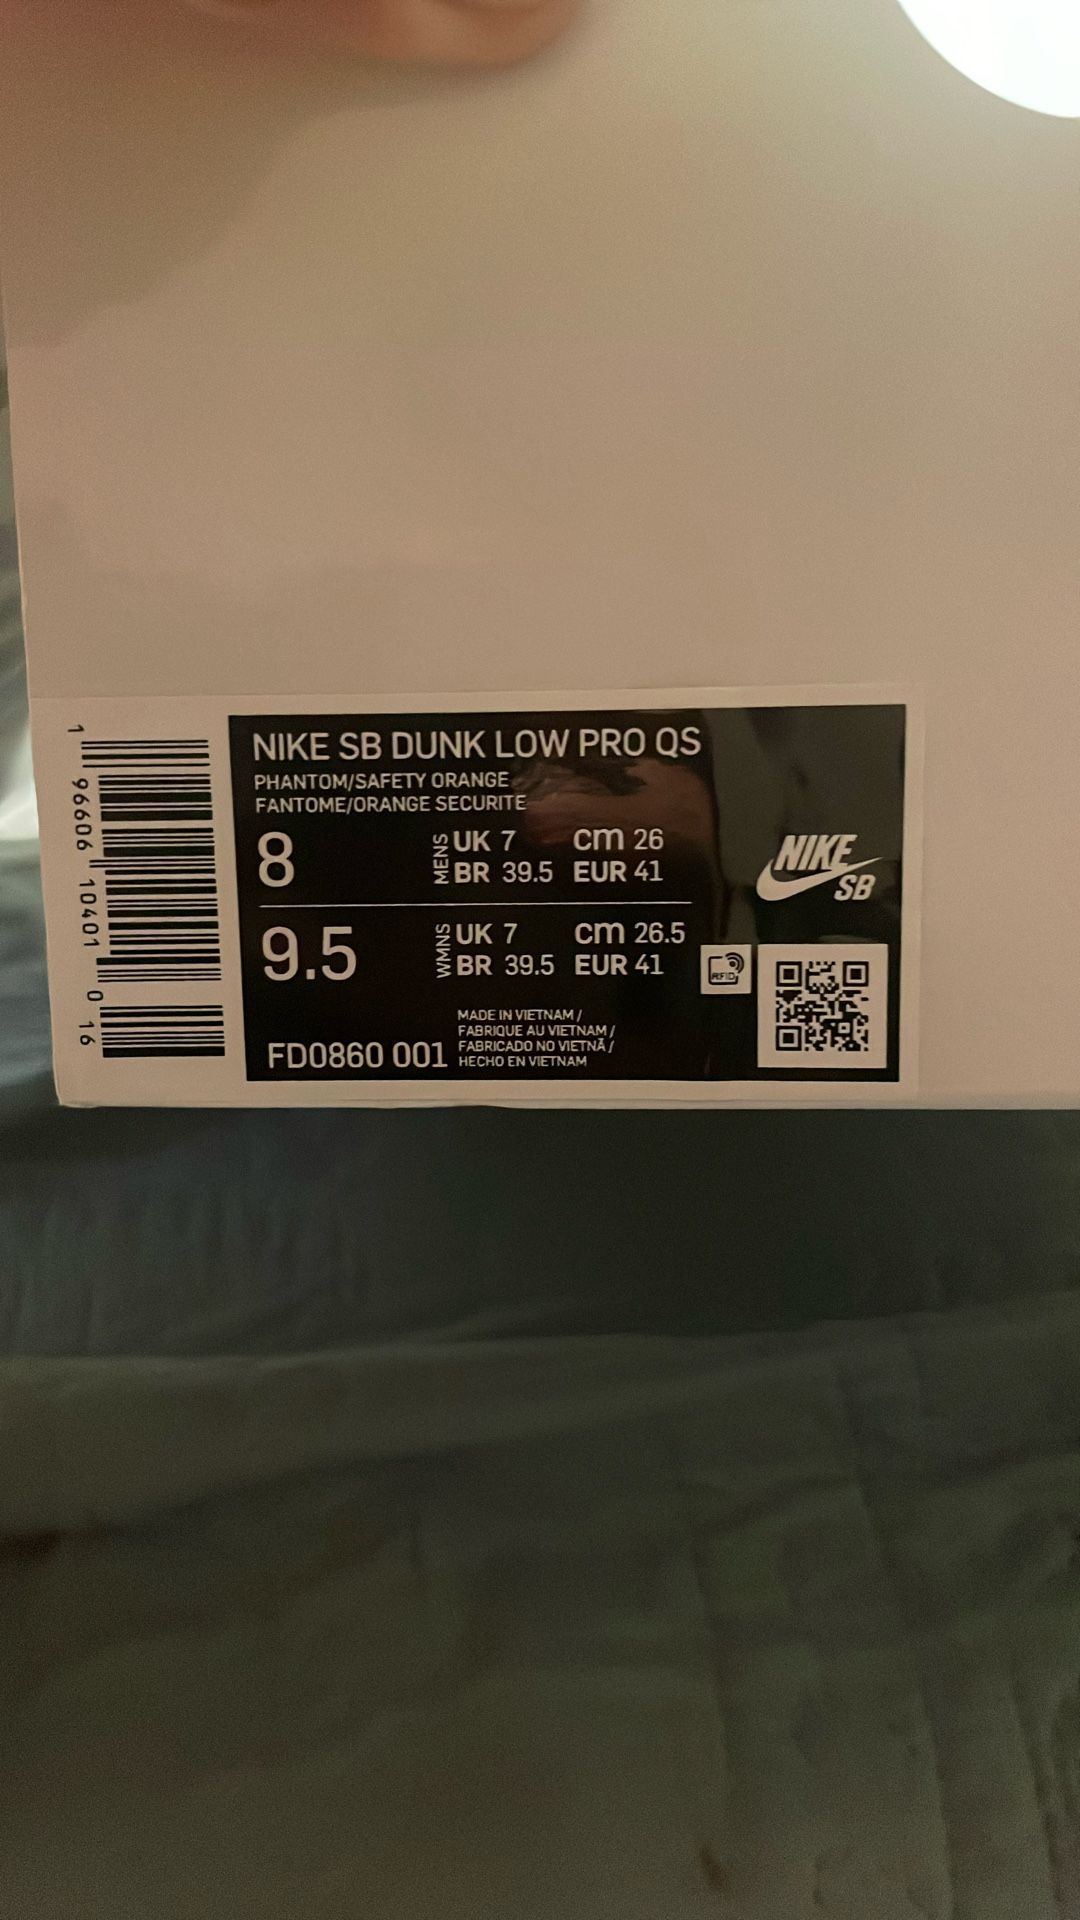 NIKE SB DUNK LOW PRO QS
PHANTOM/SAFETY ORANGE
FANTOME/ORANGE SECURITE
8
MENS
UK 7 cm 26
BR 39.5 EUR 41
9.5
WMNS
UK 7 cm 26.5
BR 39.5 EUR 41
MADE IN VIETNAM /
FABRIQUE AU VIETNAM /
FABRICADO NO VIETNÃ /
HECHO EN VIETNAM
FD0860 001
NIKE
SB
RFID
1 96606 10401 0 16